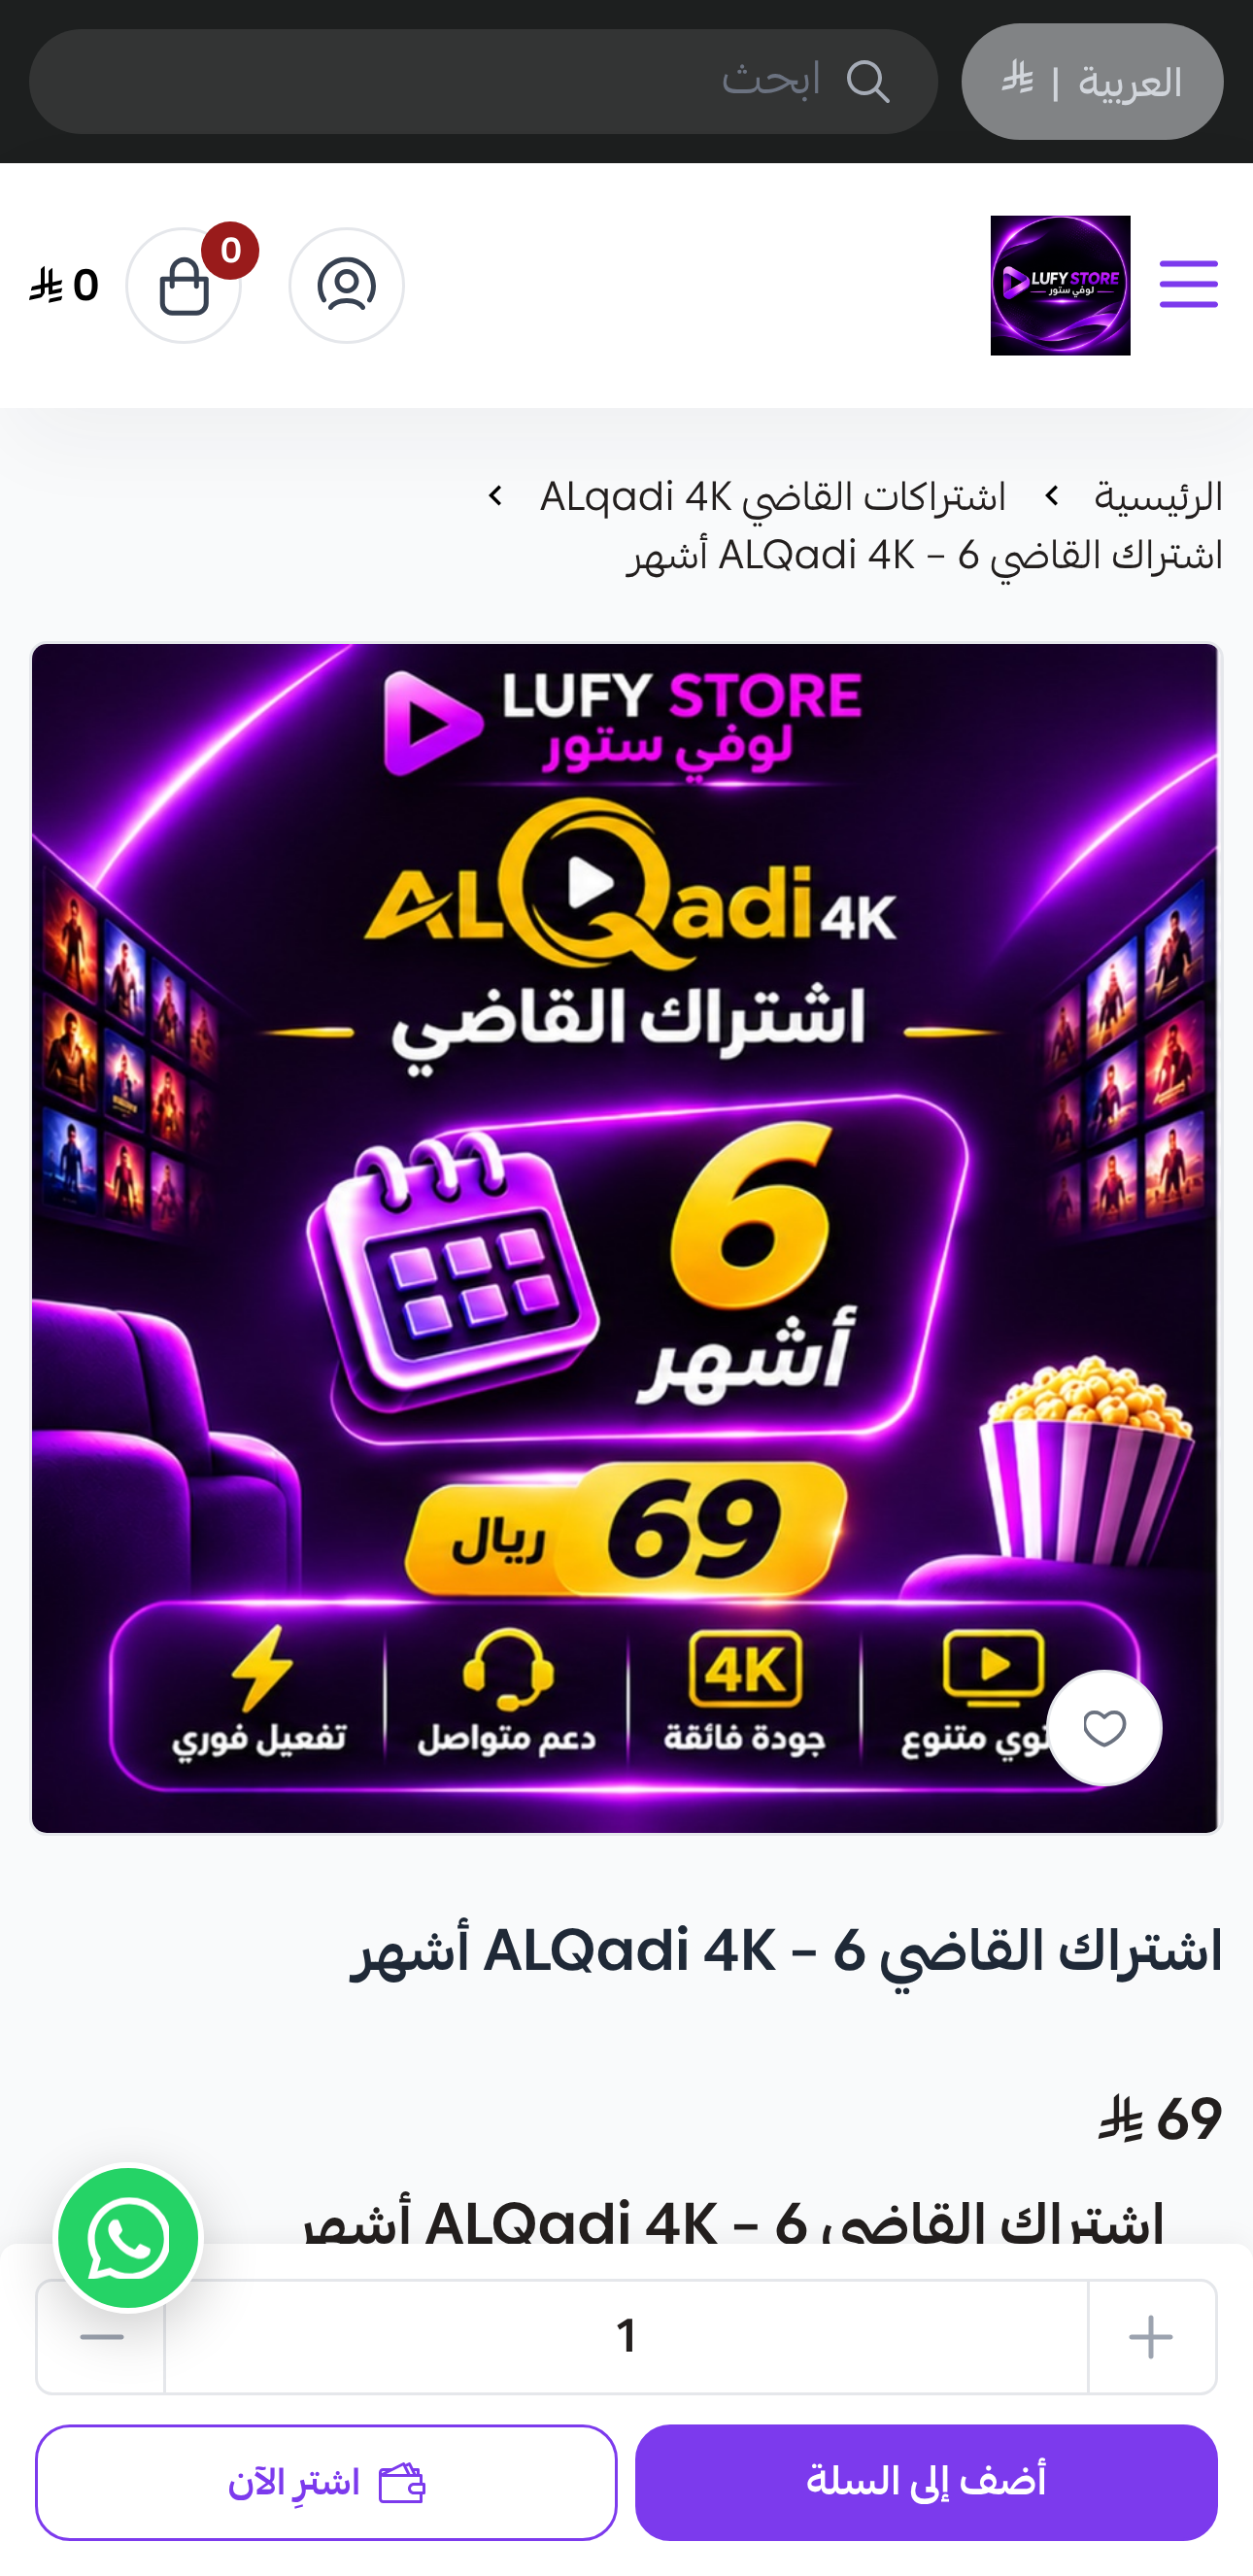 العربية |
ابحث
LUFY STORE
لوفي ستور
0
0
الرئيسية
اشتراكات القاضي ALqadi 4K
اشتراك القاضي ALQadi 4K – 6 أشهر
LUFY STORE
لوفي ستور
ALQadi 4K
اشتراك القاضي
6
أشهر
69 ريال
4K
جودة فائقة
دعم متواصل
تفعيل فوري
متنوع
اشتراك القاضي ALQadi 4K – 6 أشهر
69
اشتراك القاضي ALQadi 4K – 6 أشهر
1
أضف إلى السلة
اشترِ الآن